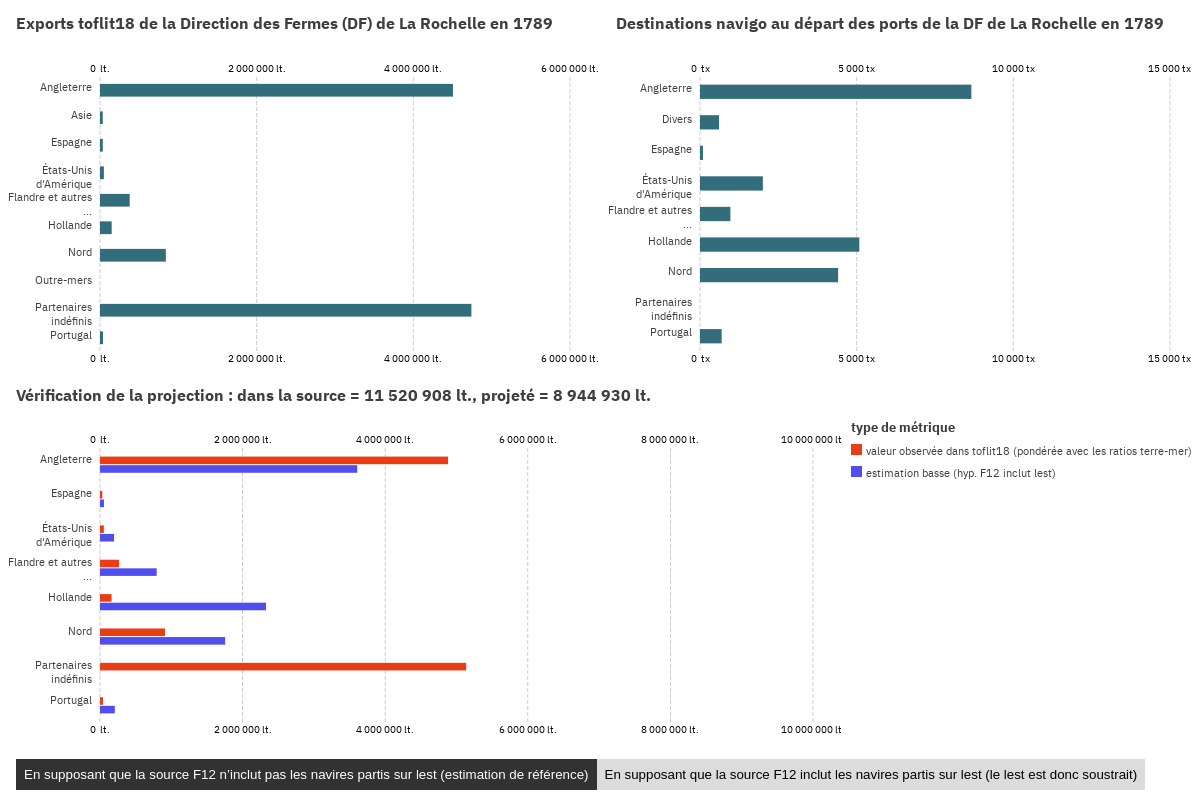 Exports toflit18 de la Direction des Fermes (DF) de La Rochelle en 1789
0 lt. 2 000 000 lt. 4 000 000 lt. 6 000 000 lt.
Angleterre
Asie
Espagne
États-Unis
d'Amérique
Flandre et autres
...
Hollande
Nord
Outre-mers
Partenaires
indéfinis
Portugal
0 lt. 2 000 000 lt. 4 000 000 lt. 6 000 000 lt.
Destinations navigo au départ des ports de la DF de La Rochelle en 1789
0 tx 5 000 tx 10 000 tx 15 000 tx
Angleterre
Divers
Espagne
États-Unis
d'Amérique
Flandre et autres
...
Hollande
Nord
Partenaires
indéfinis
Portugal
0 tx 5 000 tx 10 000 tx 15 000 tx
Vérification de la projection : dans la source = 11 520 908 lt., projeté = 8 944 930 lt.
0 lt. 2 000 000 lt. 4 000 000 lt. 6 000 000 lt. 8 000 000 lt. 10 000 000 lt
Angleterre
Espagne
États-Unis
d'Amérique
Flandre et autres
...
Hollande
Nord
Partenaires
indéfinis
Portugal
0 lt. 2 000 000 lt. 4 000 000 lt. 6 000 000 lt. 8 000 000 lt. 10 000 000 lt
type de métrique
valeur observée dans toflit18 (pondérée avec les ratios terre-mer)
estimation basse (hyp. F12 inclut lest)
En supposant que la source F12 n'inclut pas les navires partis sur lest (estimation de référence)
En supposant que la source F12 inclut les navires partis sur lest (le lest est donc soustrait)